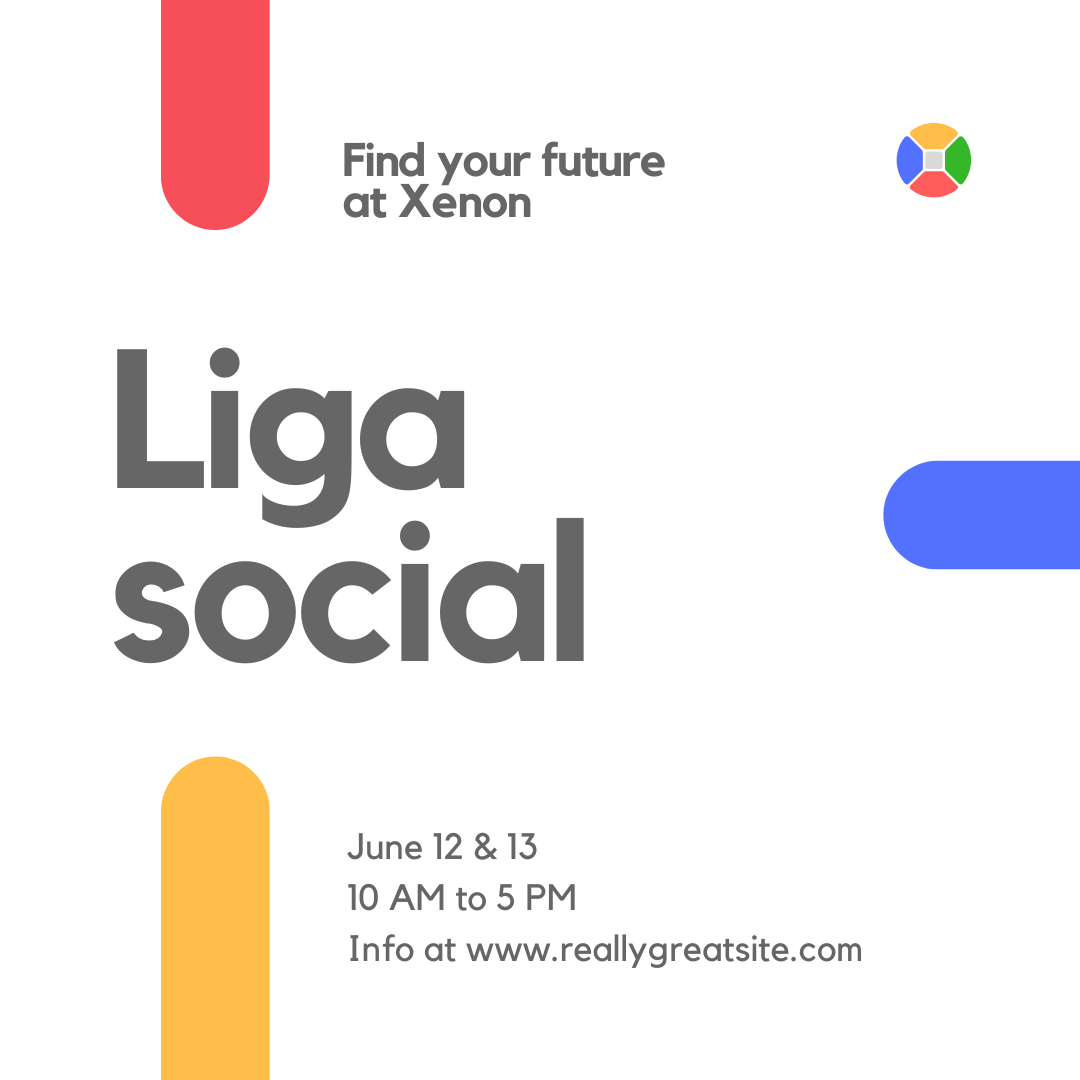 Find your future
at Xenon
Liga
social
June 12 & 13
10 AM to 5 PM
Info at www.reallygreatsite.com